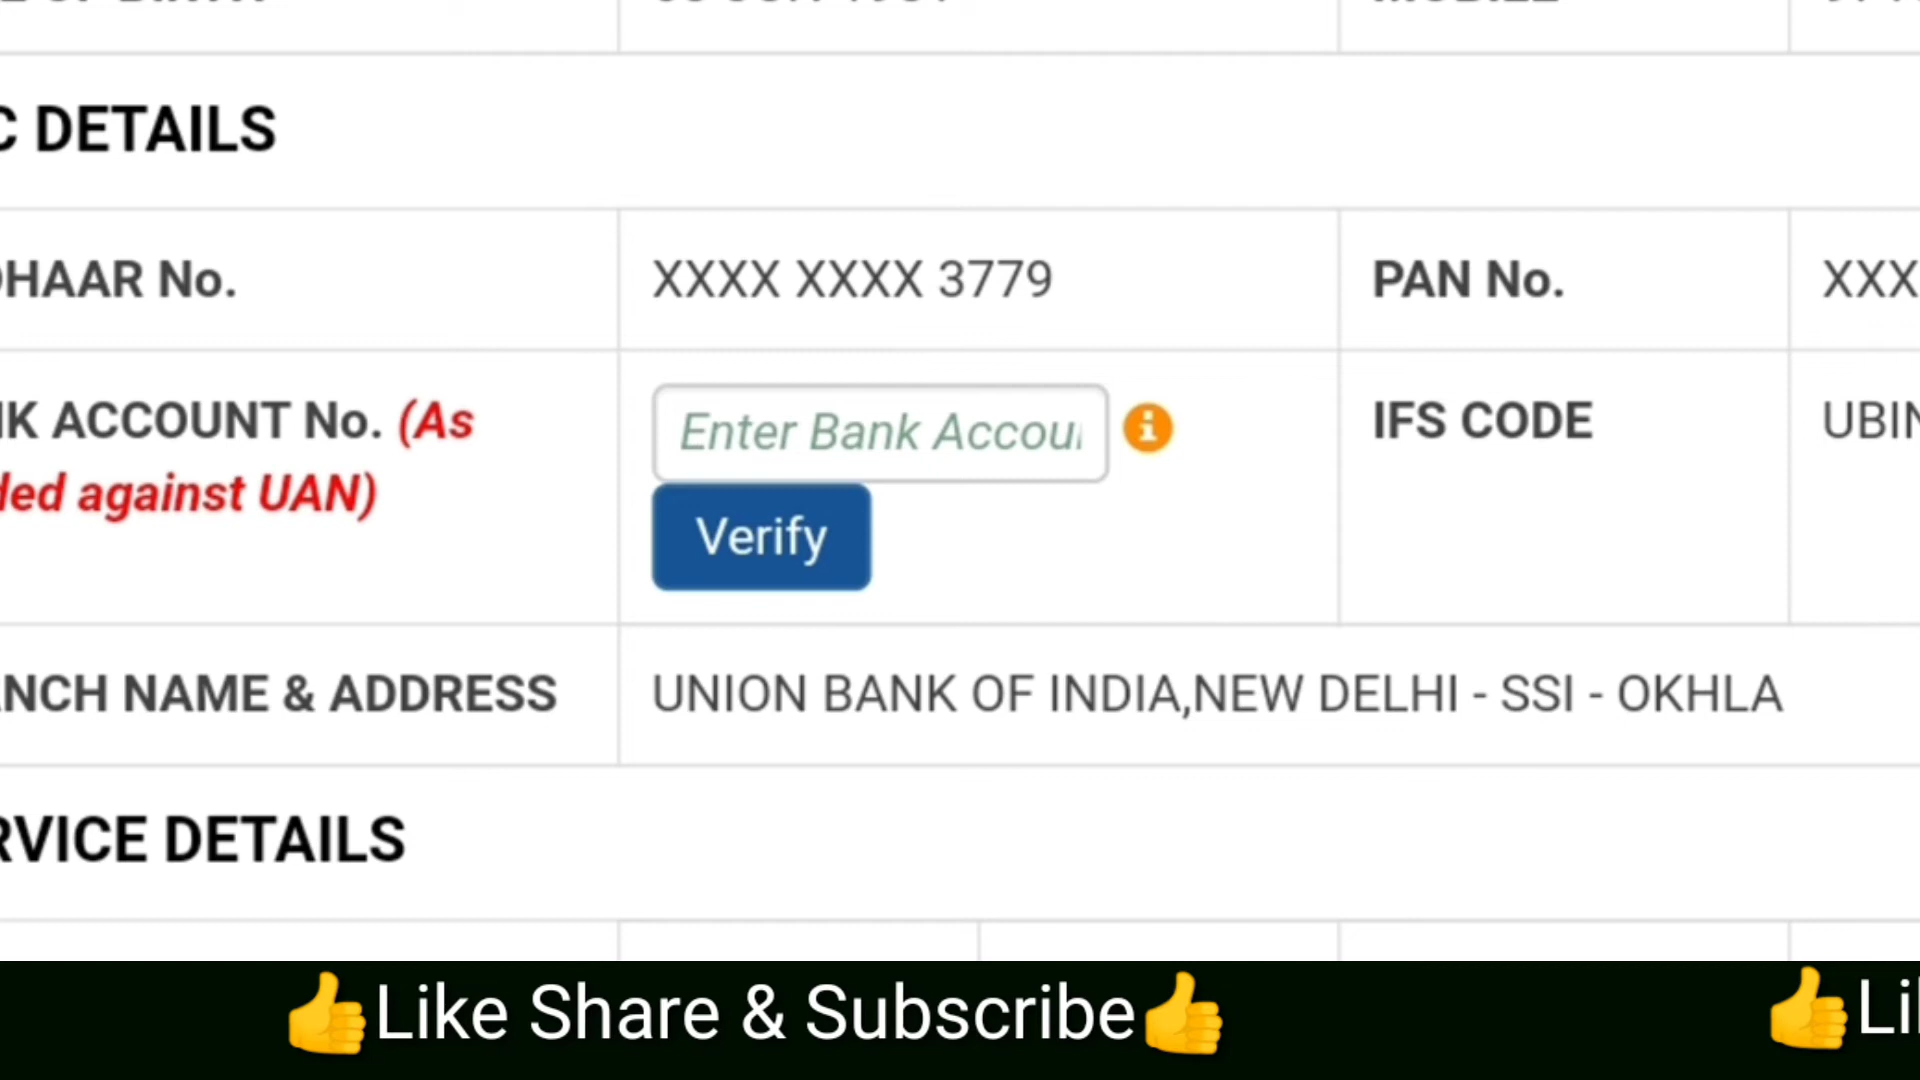 C DETAILS
HAAR No.
XXXX XXXX 3779
PAN No.
XXX
NK ACCOUNT No. (As
ded against UAN)
Enter Bank Accou
Verify
IFS CODE
UBIN
NCH NAME & ADDRESS
UNION BANK OF INDIA,NEW DELHI - SSI - OKHLA
RVICE DETAILS
👍Like Share & Subscribe👍
👍Li